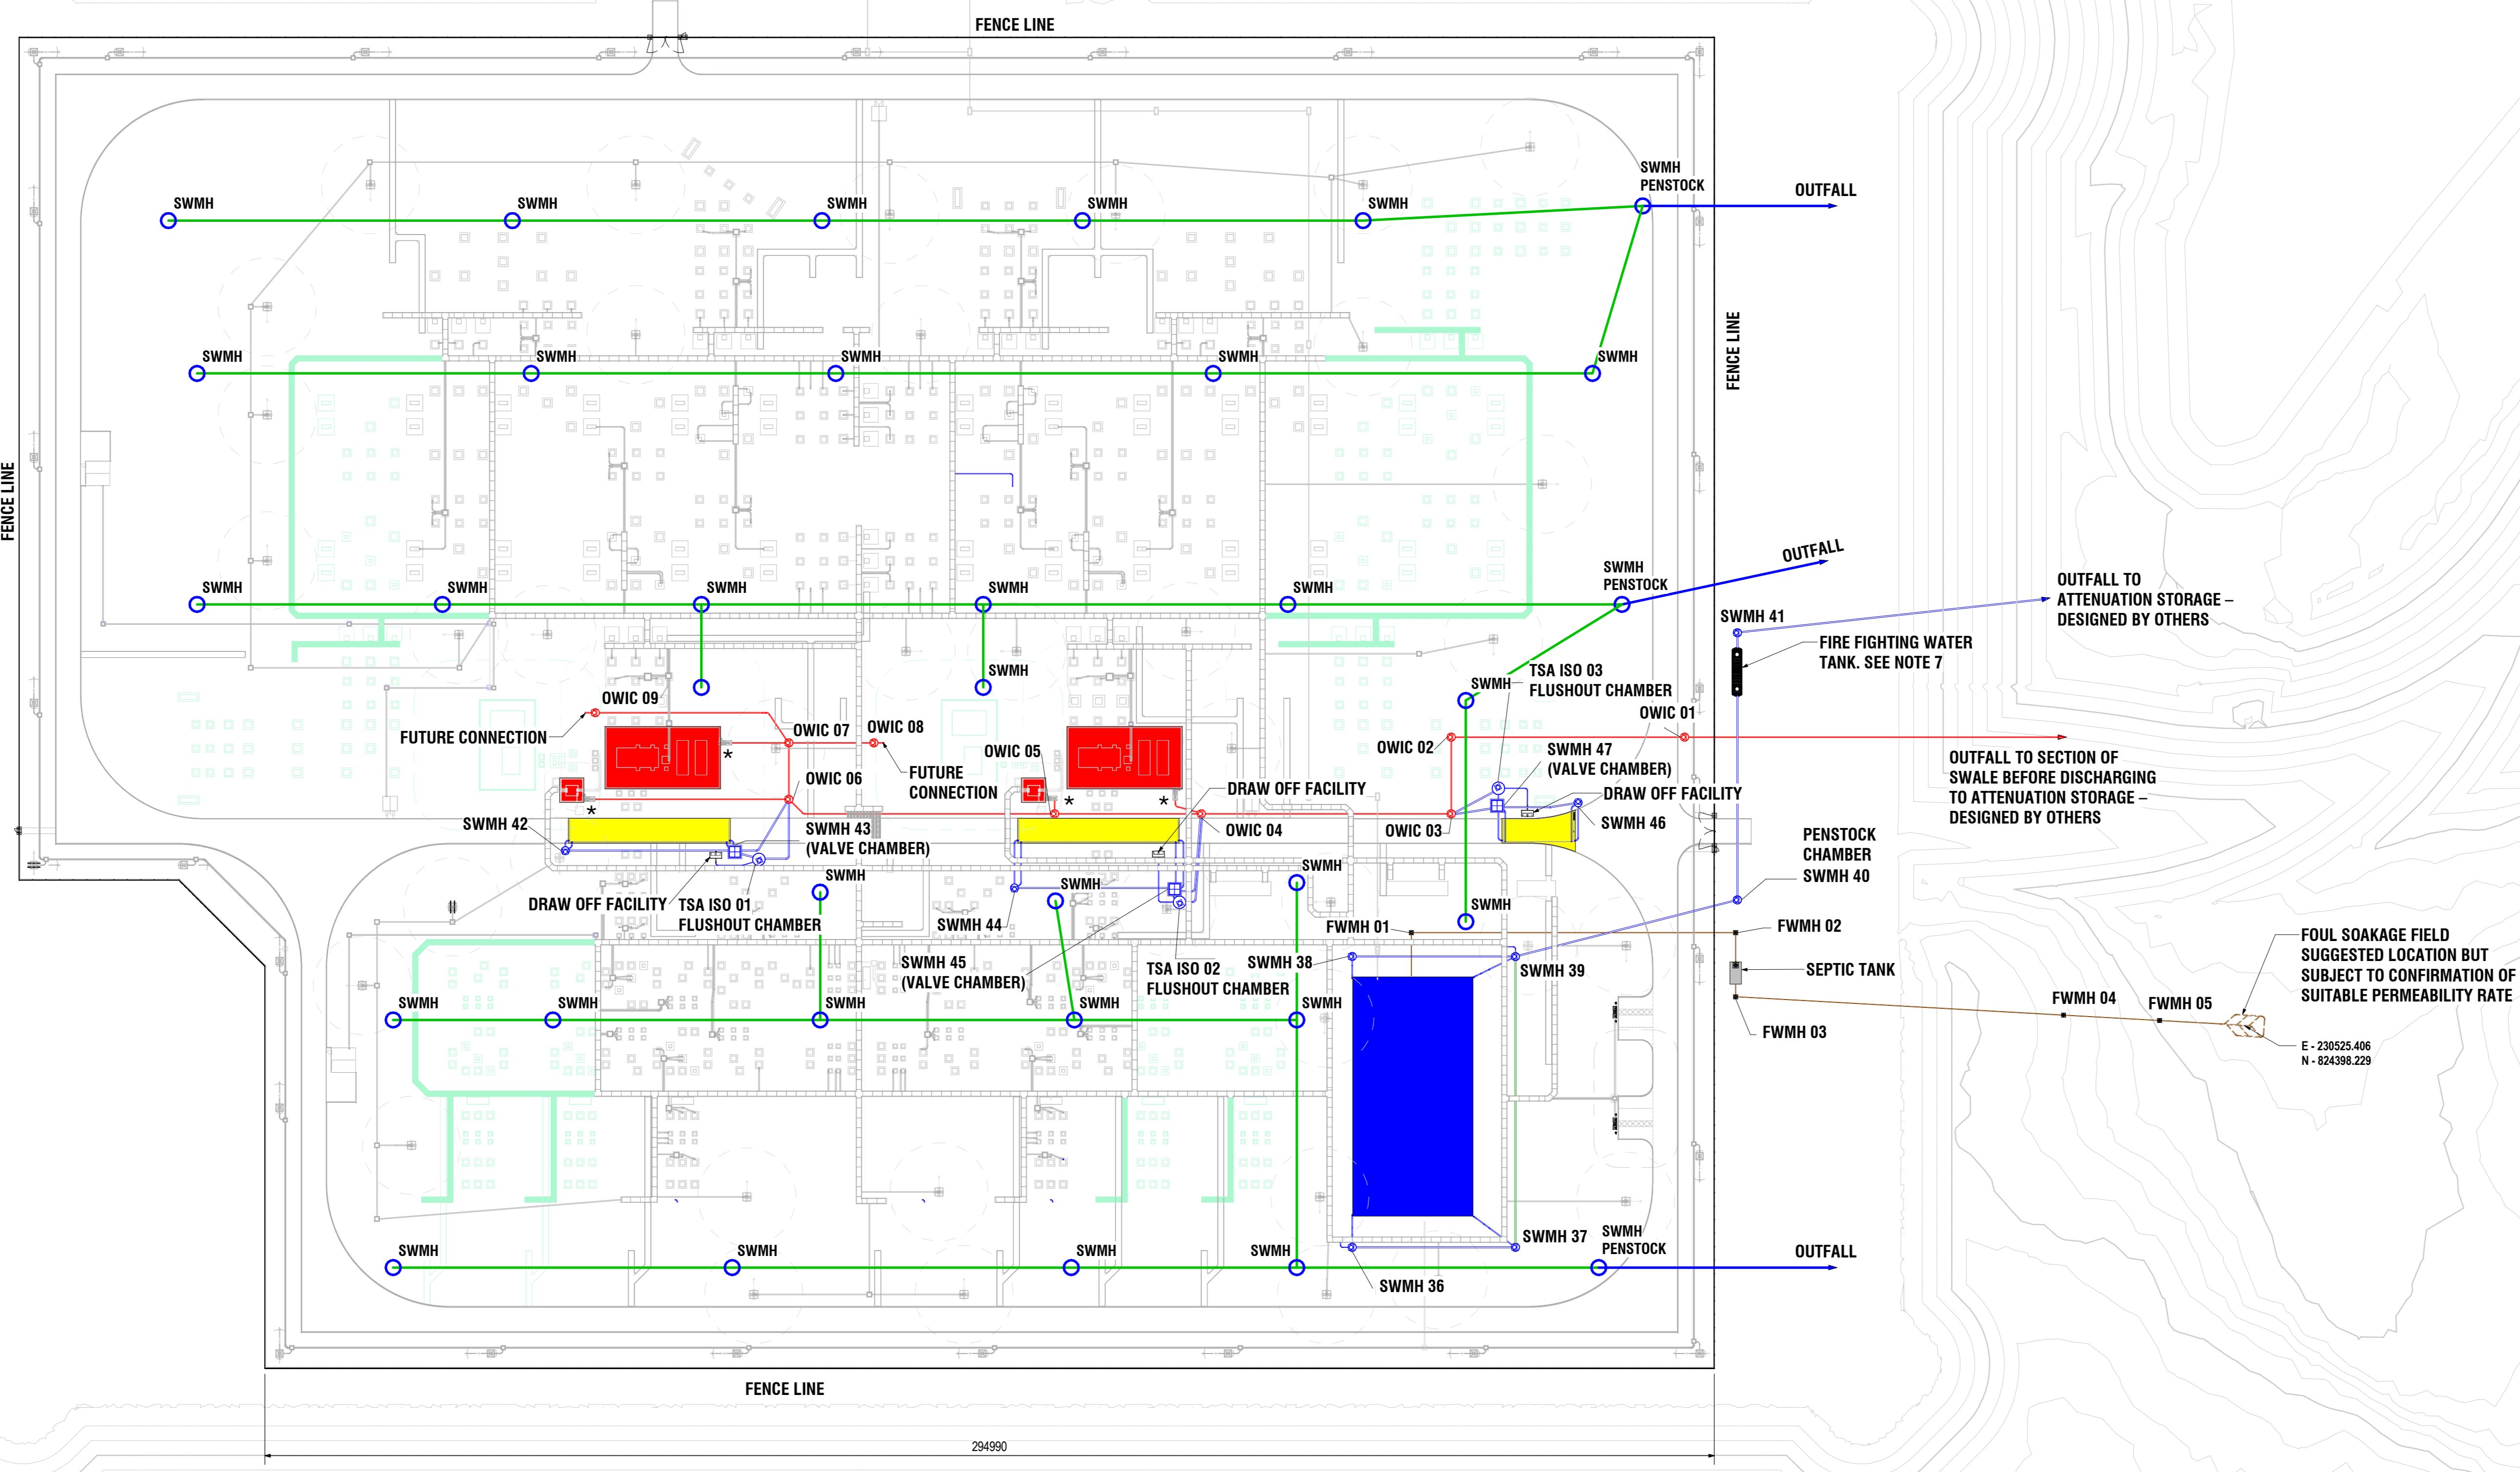 FENCE LINE
SWMH
PENSTOCK
OUTFALL
SWMH
SWMH
SWMH
SWMH
SWMH
FENCE LINE
SWMH
SWMH
SWMH
SWMH
SWMH
FENCE LINE
OUTFALL
SWMH
PENSTOCK
SWMH
SWMH
SWMH
SWMH
SWMH
OUTFALL TO
ATTENUATION STORAGE –
DESIGNED BY OTHERS
SWMH 41
FIRE FIGHTING WATER
TANK. SEE NOTE 7
SWMH
TSA ISO 03
FLUSHOUT CHAMBER
SWMH
OWIC 09
OWIC 01
FUTURE CONNECTION
OWIC 07
OWIC 08
OWIC 05
OWIC 02
SWMH 47
(VALVE CHAMBER)
OUTFALL TO SECTION OF
SWALE BEFORE DISCHARGING
TO ATTENUATION STORAGE –
DESIGNED BY OTHERS
*
FUTURE
CONNECTION
OWIC 06
DRAW OFF FACILITY
DRAW OFF FACILITY
*
*
*
SWMH 42
SWMH 43
(VALVE CHAMBER)
OWIC 04
OWIC 03
SWMH 46
PENSTOCK
CHAMBER
SWMH 40
SWMH
SWMH
SWMH
DRAW OFF FACILITY
TSA ISO 01
FLUSHOUT CHAMBER
SWMH 44
SWMH
FWMH 01
FWMH 02
FOUL SOAKAGE FIELD
SUGGESTED LOCATION BUT
SUBJECT TO CONFIRMATION OF
SUITABLE PERMEABILITY RATE
SWMH 45
(VALVE CHAMBER)
TSA ISO 02
FLUSHOUT CHAMBER
SWMH 38
SWMH 39
SEPTIC TANK
SWMH
SWMH
SWMH
SWMH
SWMH
FWMH 04
FWMH 05
FWMH 03
E - 230525.406
N - 824398.229
SWMH
SWMH
SWMH
SWMH
SWMH 37
SWMH
PENSTOCK
OUTFALL
SWMH 36
FENCE LINE
294990